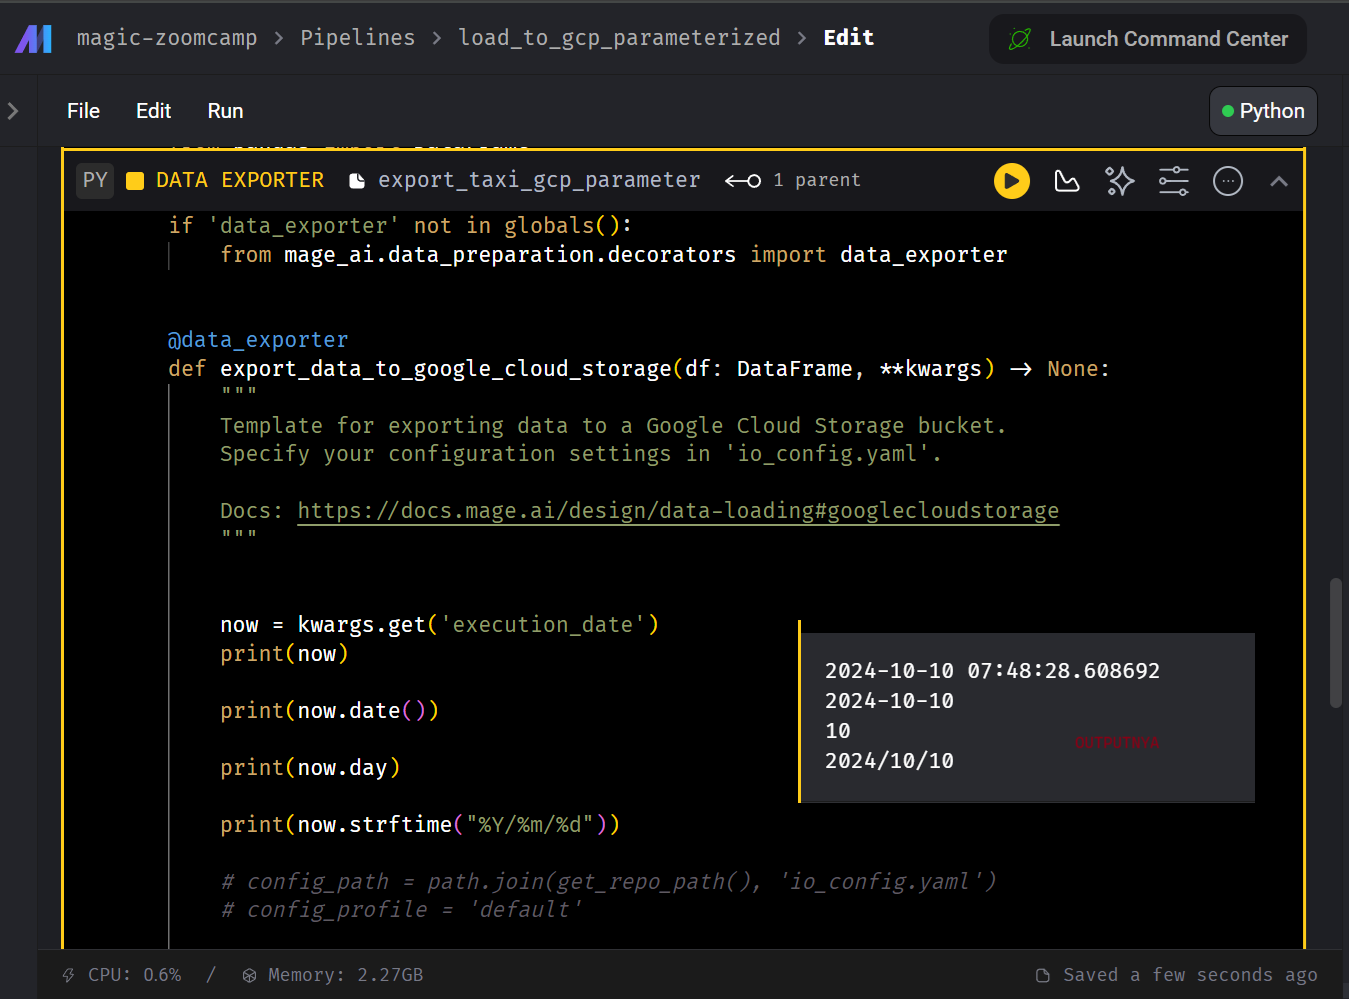 magic-zoomcamp > Pipelines > load_to_gcp_parameterized > Edit
Launch Command Center
File Edit Run
Python
PY DATA EXPORTER export_taxi_gcp_parameter 1 parent
if 'data_exporter' not in globals():
from mage_ai.data_preparation.decorators import data_exporter
@data_exporter
def export_data_to_google_cloud_storage(df: DataFrame, **kwargs) -> None:
"""
Template for exporting data to a Google Cloud Storage bucket.
Specify your configuration settings in 'io_config.yaml'.
Docs: https://docs.mage.ai/design/data-loading#googlecloudstorage
"""
now = kwargs.get('execution_date')
print(now)
print(now.date())
print(now.day)
print(now.strftime("%Y/%m/%d"))
2024-10-10 07:48:28.608692
2024-10-10
10
OUTPUTNYA
2024/10/10
# config_path = path.join(get_repo_path(), 'io_config.yaml')
# config_profile = 'default'
CPU: 0.6% / Memory: 2.27GB
Saved a few seconds ago